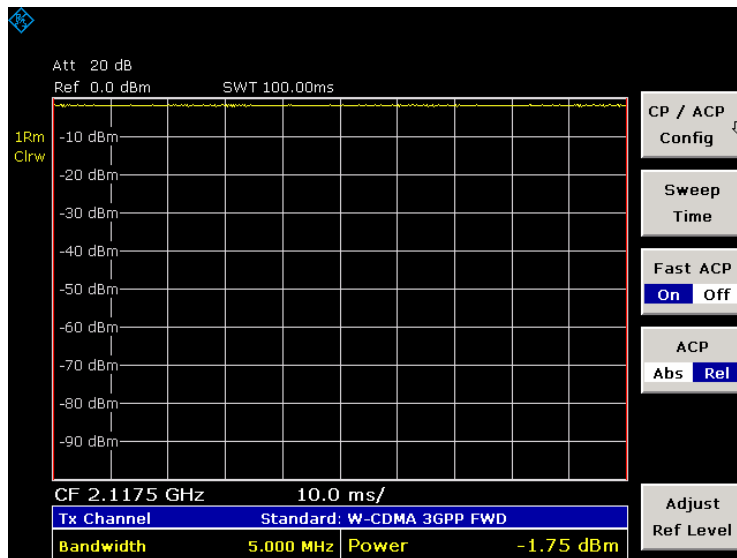 Att 20 dB
Ref 0.0 dBm SWT 100.00ms
1Rm
Clrw
-10 dBm
-20 dBm
-30 dBm
-40 dBm
-50 dBm
-60 dBm
-70 dBm
-80 dBm
-90 dBm
CF 2.1175 GHz 10.0 ms/
Tx Channel Standard: W-CDMA 3GPP FWD
Bandwidth 5.000 MHz Power -1.75 dBm
CP / ACP
Config
Sweep
Time
Fast ACP
On Off
ACP
Abs Rel
Adjust
Ref Level